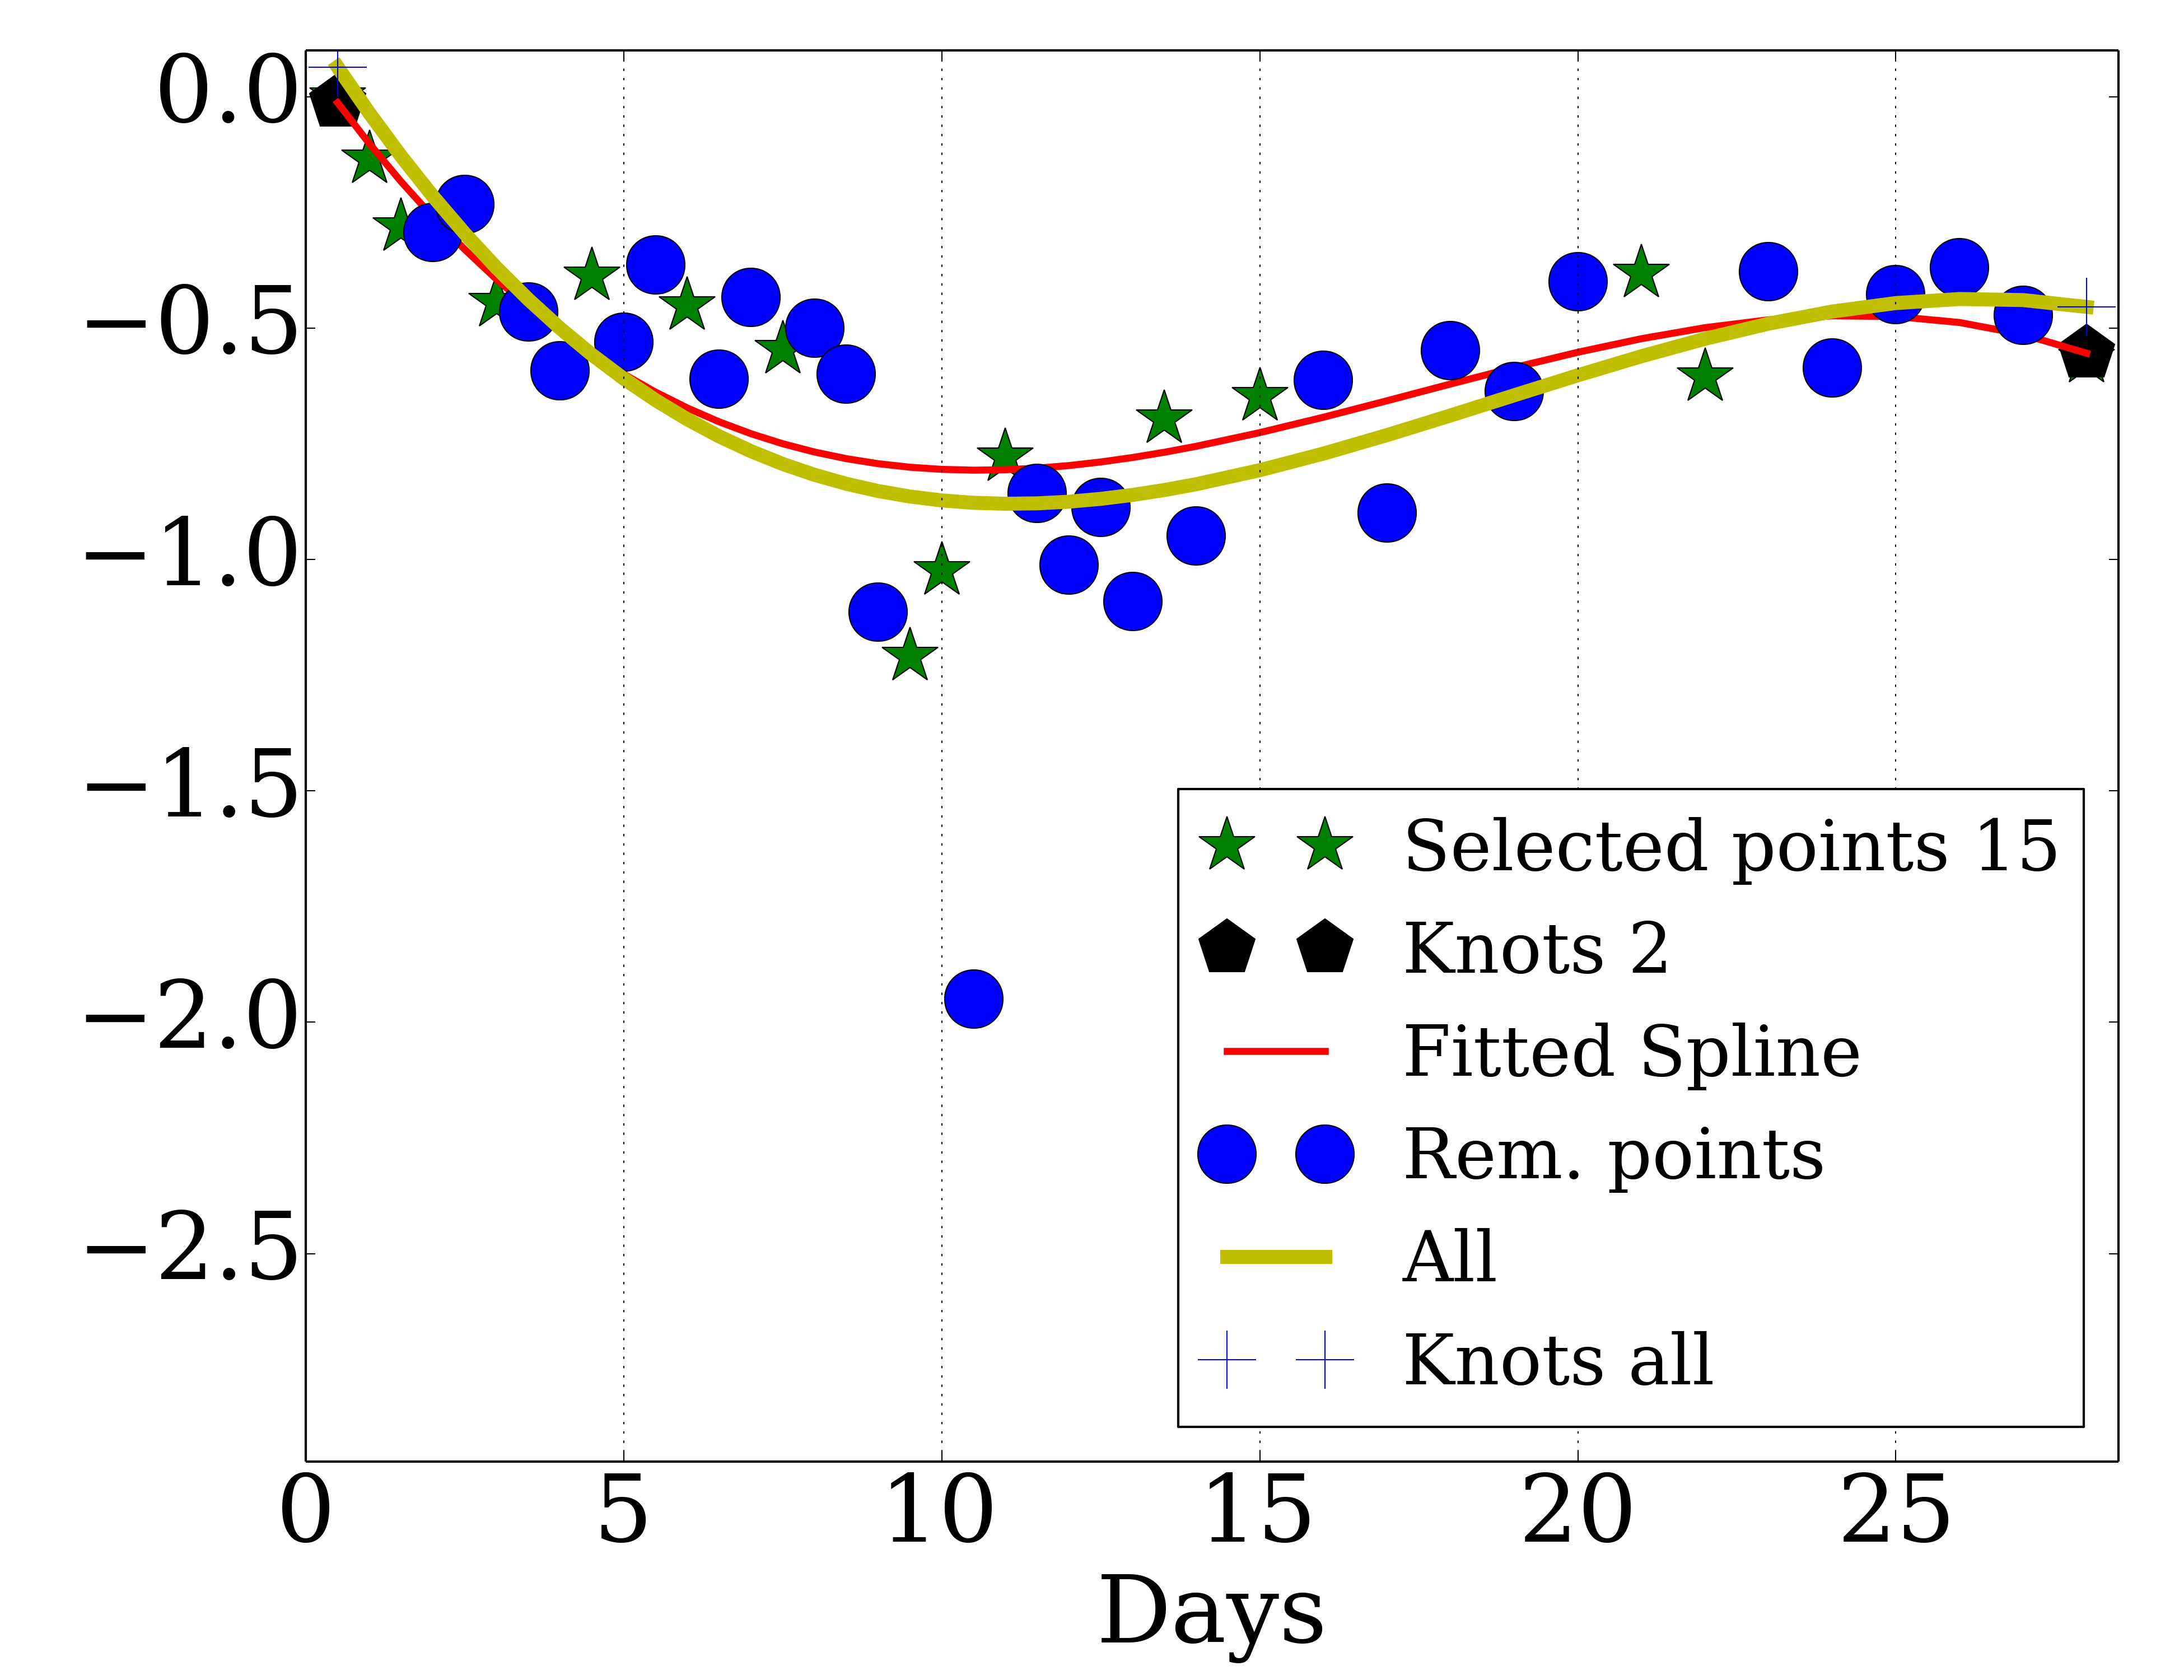 0.0
−0.5
−1.0
−1.5
−2.0
−2.5
Selected points 15
Knots 2
Fitted Spline
Rem. points
All
Knots all
0 5 10 15 20 25
Days